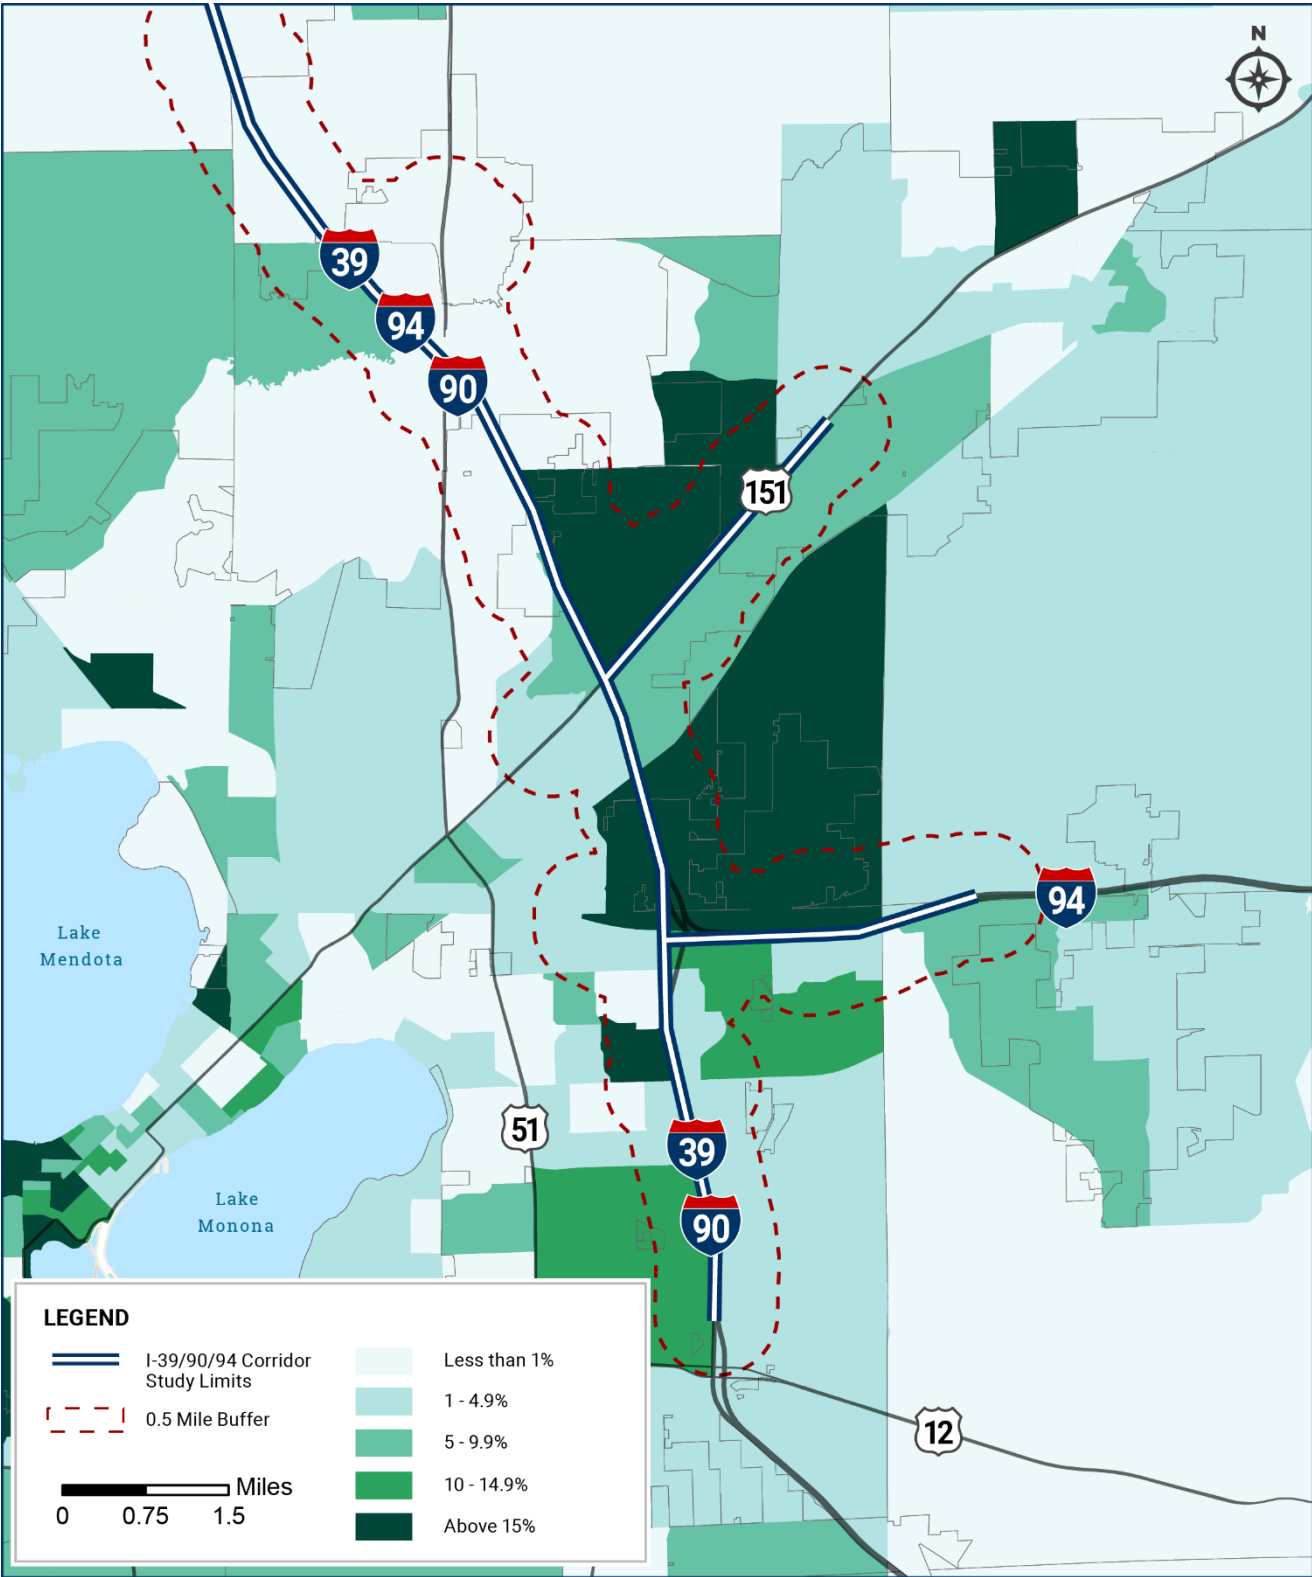 N
39
94
90
151
94
Lake
Mendota
51
39
Lake
Monona
90
LEGEND
I-39/90/94 Corridor
Study Limits
0.5 Mile Buffer
Miles
0 0.75 1.5
Less than 1%
1 - 4.9%
5 - 9.9%
10 - 14.9%
Above 15%
12